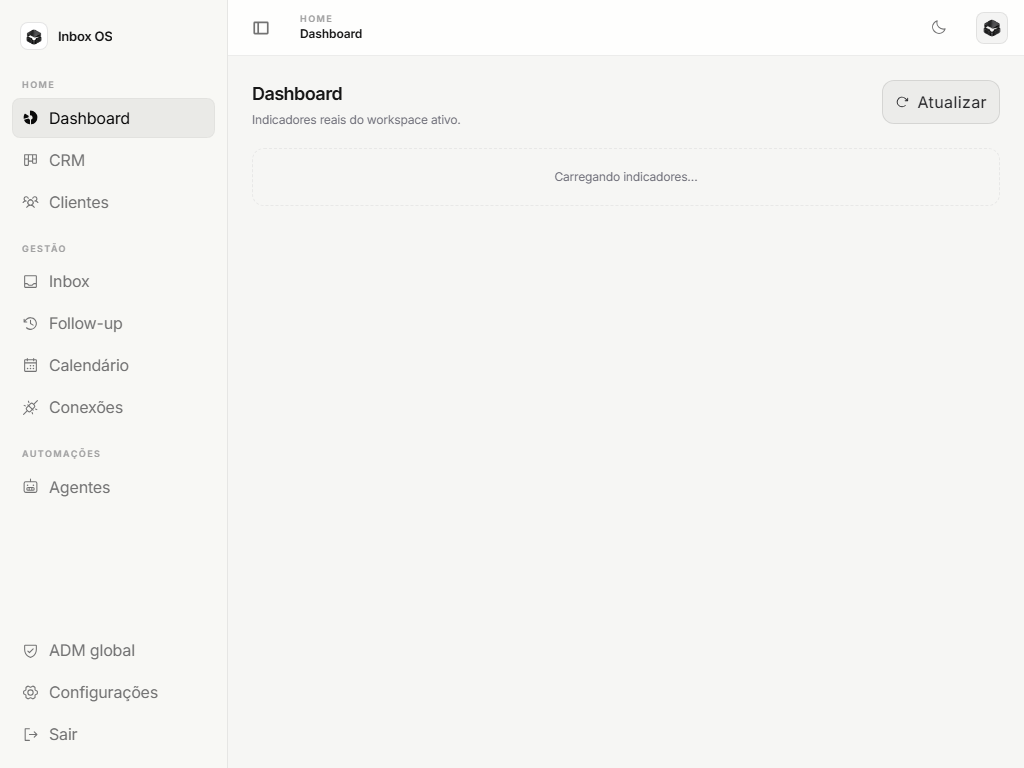 Inbox OS
HOME
Dashboard
CRM
Clientes
GESTÃO
Inbox
Follow-up
Calendário
Conexões
AUTOMAÇÕES
Agentes
ADM global
Configurações
Sair
HOME
Dashboard
Dashboard
Indicadores reais do workspace ativo.
Atualizar
Carregando indicadores...